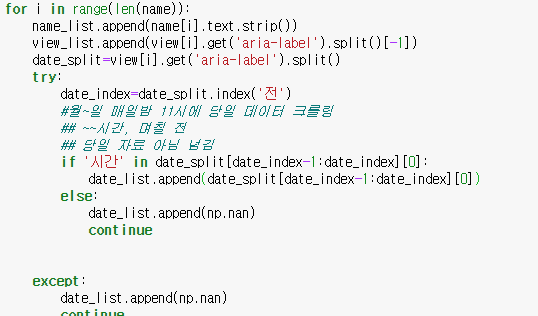 for i in range(len(name)):
    name_list.append(name[i].text.strip())
    view_list.append(view[i].get('aria-label').split()[-1])
    date_split=view[i].get('aria-label').split()
    try:
        date_index=date_split.index('전')
        #월~일 매일밤 11시에 당일 데이터 크롤링
        ## ~~시간, 며칠 전
        ## 당일 자료 아님 넘김
        if '시간' in date_split[date_index-1:date_index][0]:
            date_list.append(date_split[date_index-1:date_index][0])
        else:
            date_list.append(np.nan)
            continue
    except:
        date_list.append(np.nan)
        continue